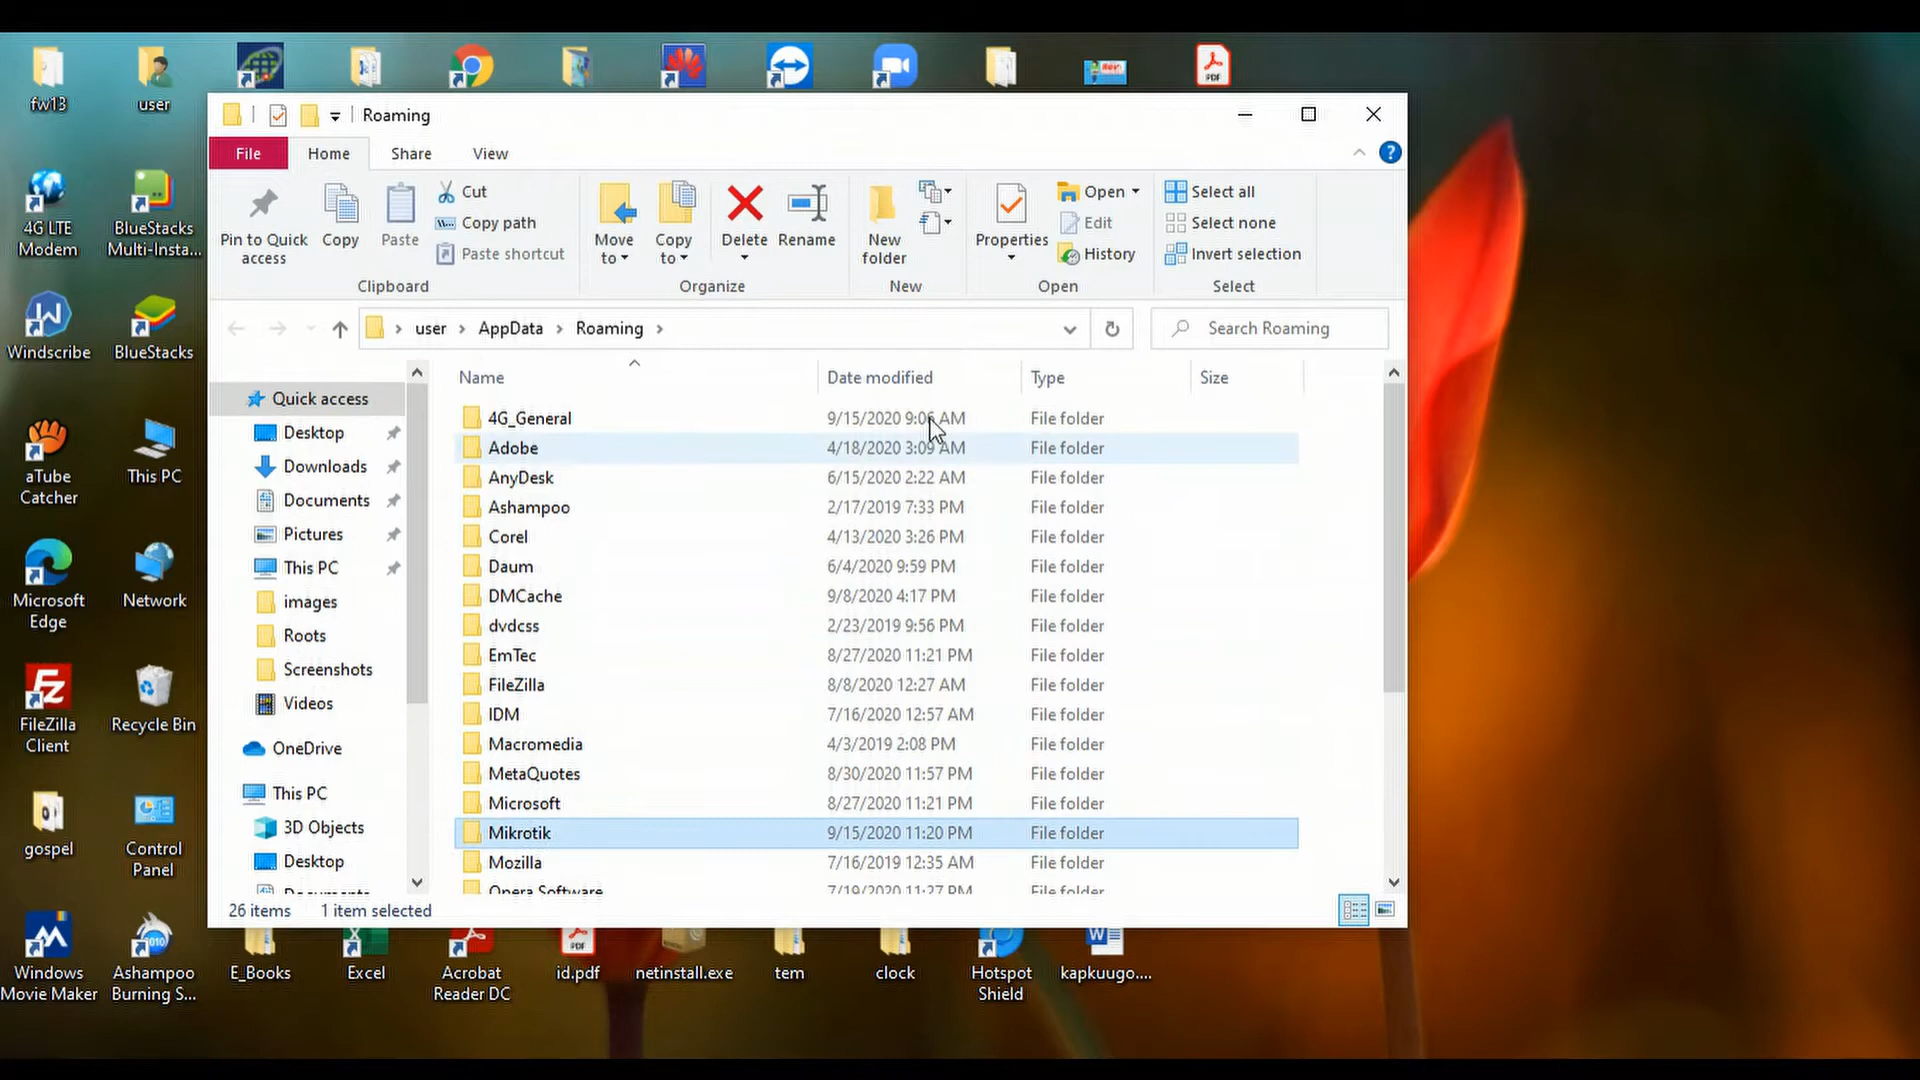 fw13
user
4G LTE
Modem
BlueStacks
Multi-Insta...
Windscribe
BlueStacks
aTube
Catcher
This PC
Microsoft
Edge
Network
FileZilla
Client
Recycle Bin
gospel
Control
Panel
Windows
Movie Maker
Ashampoo
Burning S...
E_Books
Excel
Acrobat
Reader DC
id.pdf
netinstall.exe
tem
clock
Hotspot
Shield
kapkuugo....
PDF
Roaming
File
Home
Share
View
Pin to Quick
access
Copy
Paste
Cut
Copy path
Paste shortcut
Clipboard
Move
to
Copy
to
Delete
Rename
Organize
New
folder
New
Properties
Open
Edit
History
Open
Select all
Select none
Invert selection
Select
user
AppData
Roaming
Search Roaming
Quick access
Desktop
Downloads
Documents
Pictures
This PC
images
Roots
Screenshots
Videos
OneDrive
This PC
3D Objects
Desktop
Documents
Name Date modified Type Size
4G_General 9/15/2020 9:06 AM File folder
Adobe 4/18/2020 3:09 AM File folder
AnyDesk 6/15/2020 2:22 AM File folder
Ashampoo 2/17/2019 7:33 PM File folder
Corel 4/13/2020 3:26 PM File folder
Daum 6/4/2020 9:59 PM File folder
DMCache 9/8/2020 4:17 PM File folder
dvdcss 2/23/2019 9:56 PM File folder
EmTec 8/27/2020 11:21 PM File folder
FileZilla 8/8/2020 12:27 AM File folder
IDM 7/16/2020 12:57 AM File folder
Macromedia 4/3/2019 2:08 PM File folder
MetaQuotes 8/30/2020 11:57 PM File folder
Microsoft 8/27/2020 11:21 PM File folder
Mikrotik 9/15/2020 11:20 PM File folder
Mozilla 7/16/2019 12:35 AM File folder
Opera Software 7/19/2020 11:27 PM File folder
26 items 1 item selected